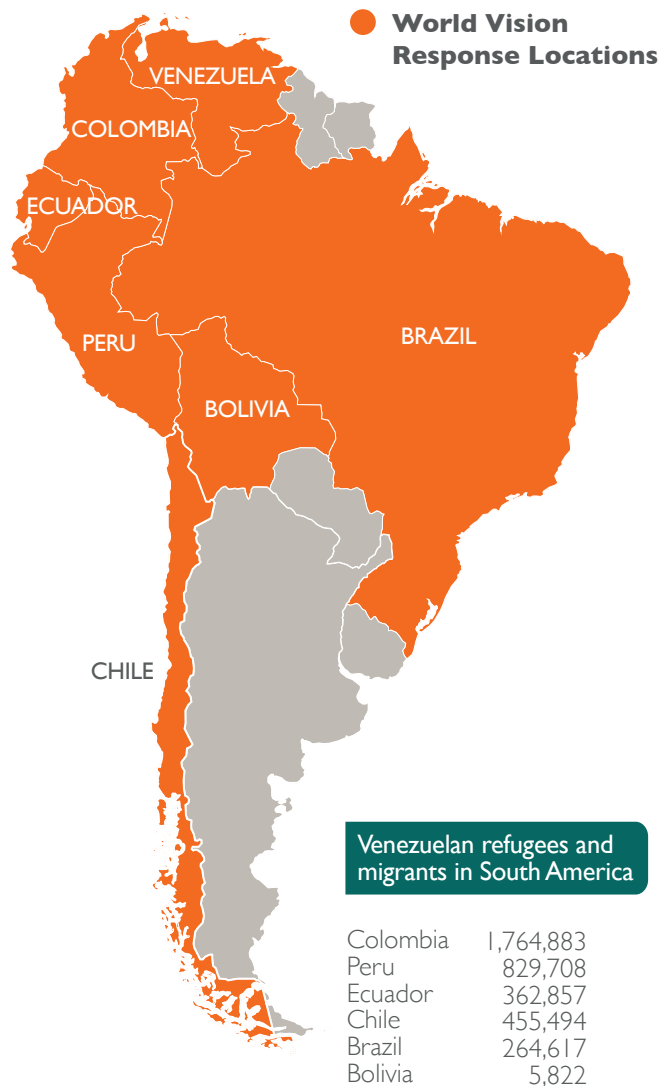 World Vision
Response Locations
VENEZUELA
COLOMBIA
ECUADOR
PERU
BRAZIL
BOLIVIA
CHILE
Venezuelan refugees and
migrants in South America
Colombia 1,764,883
Peru 829,708
Ecuador 362,857
Chile 455,494
Brazil 264,617
Bolivia 5,822